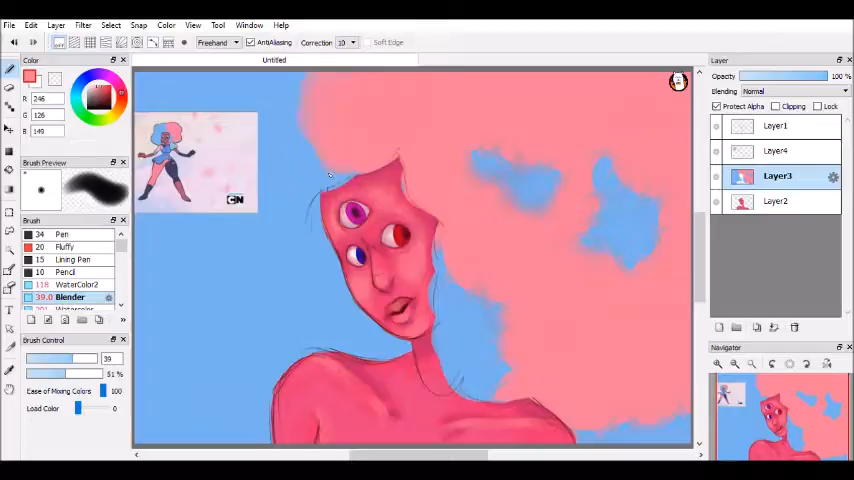 File Edit Layer Filter Select Snap Color View Tool Window Help
OFF Freehand AntiAliasing Correction 10 Soft Edge
Color
R 246
G 126
B 149
Brush Preview
Brush
34 Pen
20 Fluffy
15 Lining Pen
10 Pencil
118 WaterColor2
39.0 Blender
201 Watercolor
Brush Control
39
51 %
Ease of Mixing Colors 100
Load Color 0
Untitled
CN
Layer
Opacity 100 %
Blending Normal
Protect Alpha Clipping Lock
Layer1
Layer4
Layer3
Layer2
Navigator